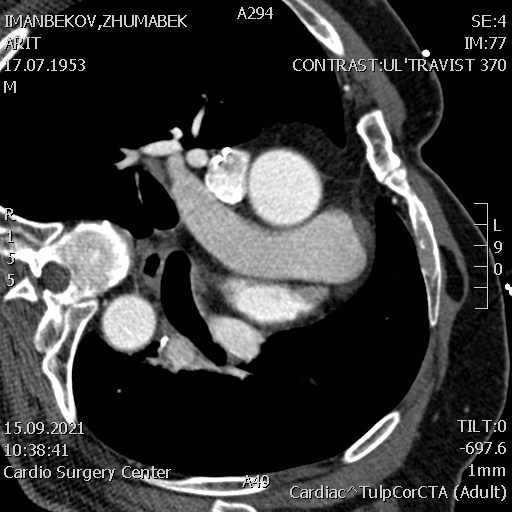 IMANBEKOV,ZHUMABEK
ARIT
17.07.1953
M
A294
SE:4
IM:77
CONTRAST:UL'TRAVIST 370
R
1
5
5
L
9
0
15.09.2021
10:38:41
Cardio Surgery Center
A49
TILT:0
-697.6
1mm
Cardiac^TulpCorCTA (Adult)